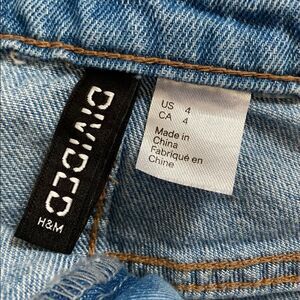 DIVIDED
H&M
US 4
CA 4
Made in
China
Fabriqué en
Chine